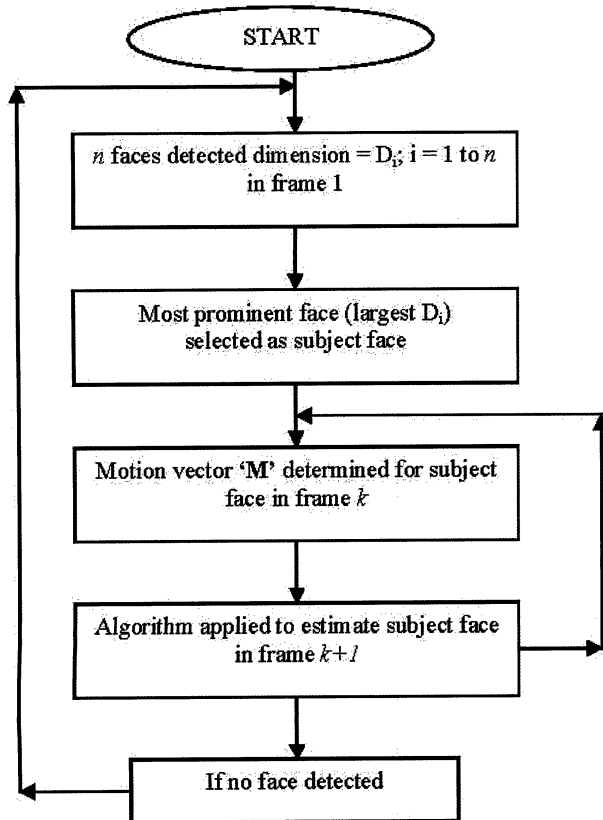 START
n faces detected dimension = Dᵢ; i = 1 to n
in frame 1
Most prominent face (largest Dᵢ)
selected as subject face
Motion vector ‘M’ determined for subject
face in frame k
Algorithm applied to estimate subject face
in frame k+1
If no face detected